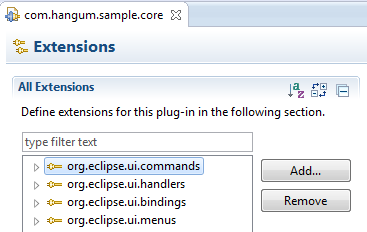 com.hangum.sample.core
Extensions
All Extensions
Define extensions for this plug-in in the following section.
type filter text
org.eclipse.ui.commands
Add...
org.eclipse.ui.handlers
org.eclipse.ui.bindings
Remove
org.eclipse.ui.menus